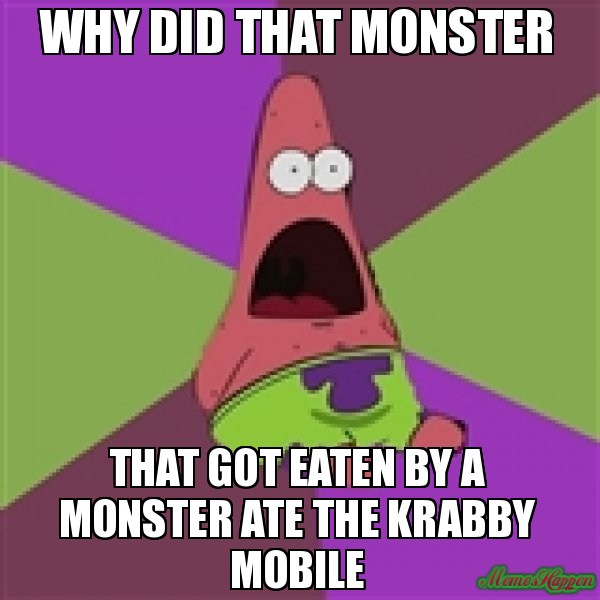 WHY DID THAT MONSTER
THAT GOT EATEN BY A
MONSTER ATE THE KRABBY
MOBILE
MemesHappen